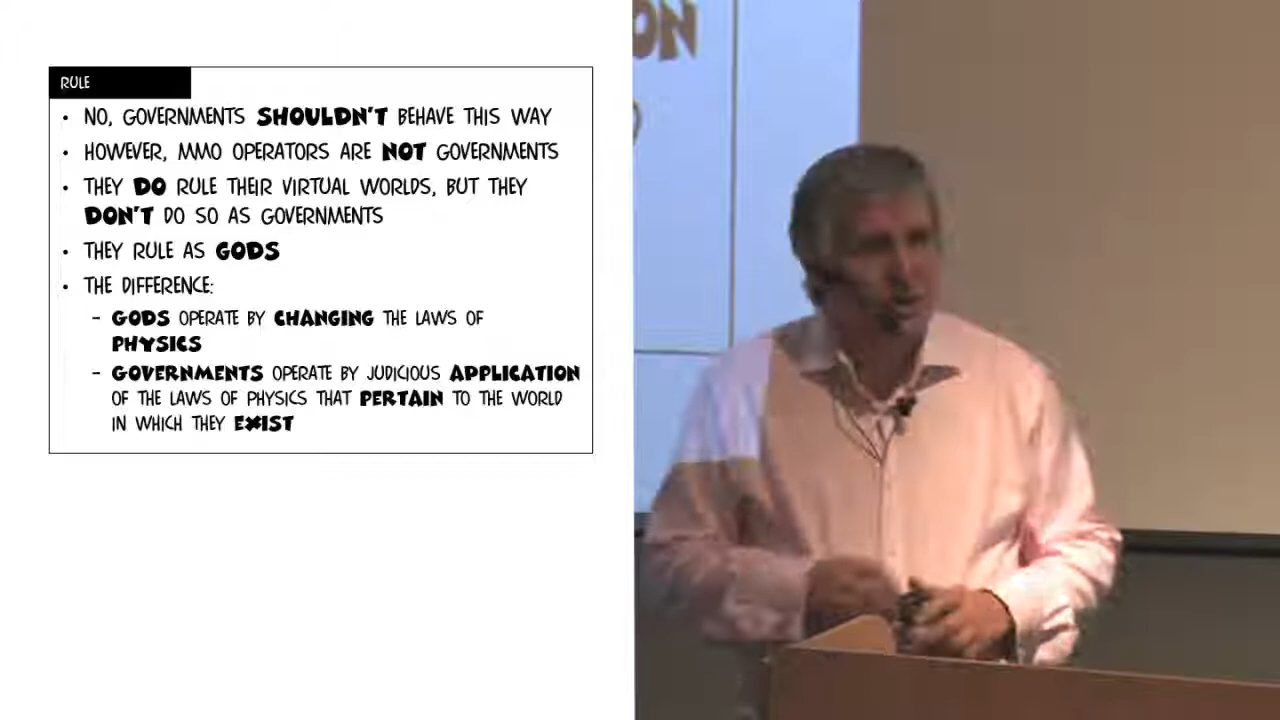 RULE
• NO, GOVERNMENTS SHOULDN'T BEHAVE THIS WAY
• HOWEVER, MMO OPERATORS ARE NOT GOVERNMENTS
• THEY DO RULE THEIR VIRTUAL WORLDS, BUT THEY
DON'T DO SO AS GOVERNMENTS
• THEY RULE AS GODS
• THE DIFFERENCE:
– GODS OPERATE BY CHANGING THE LAWS OF
PHYSICS
– GOVERNMENTS OPERATE BY JUDICIOUS APPLICATION
OF THE LAWS OF PHYSICS THAT PERTAIN TO THE WORLD
IN WHICH THEY EXIST
ON